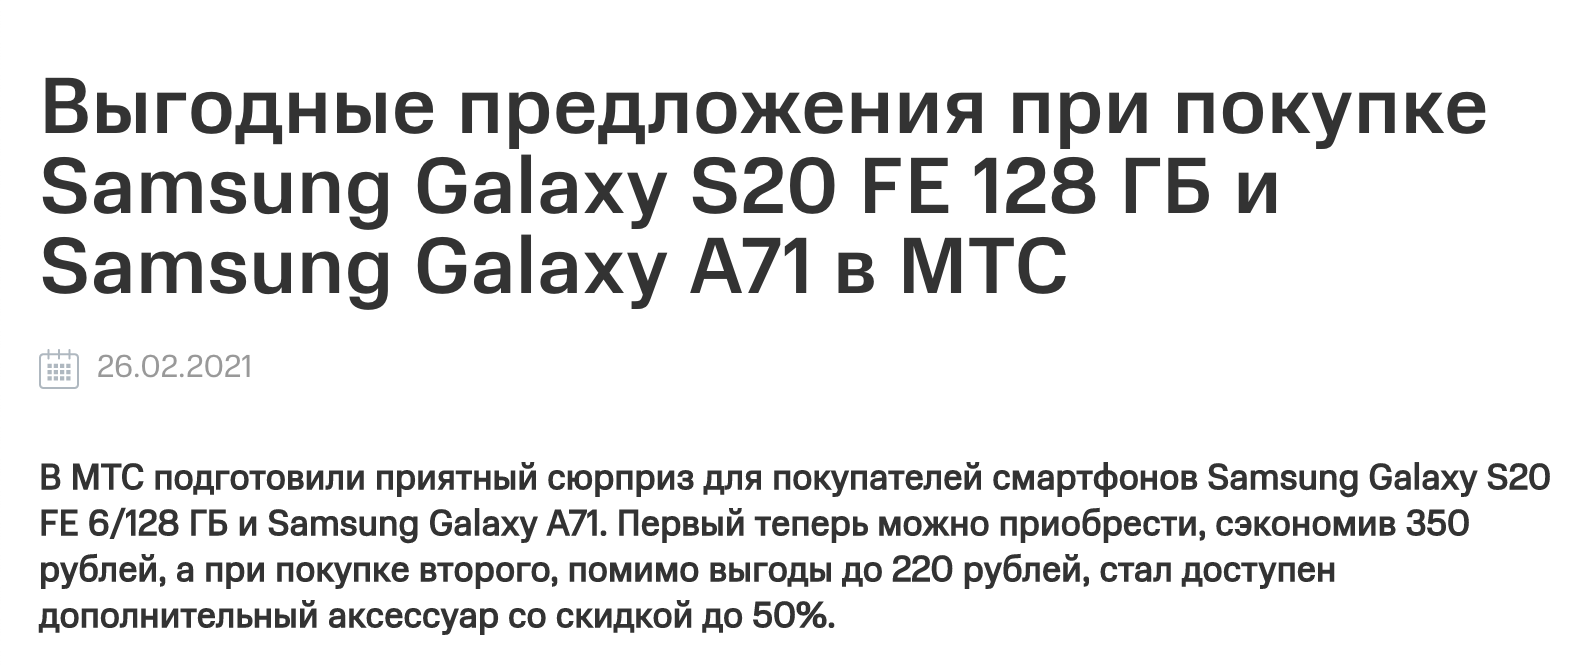 Выгодные предложения при покупке
Samsung Galaxy S20 FE 128 ГБ и
Samsung Galaxy A71 в МТС
26.02.2021
В МТС подготовили приятный сюрприз для покупателей смартфонов Samsung Galaxy S20
FE 6/128 ГБ и Samsung Galaxy A71. Первый теперь можно приобрести, сэкономив 350
рублей, а при покупке второго, помимо выгоды до 220 рублей, стал доступен
дополнительный аксессуар со скидкой до 50%.